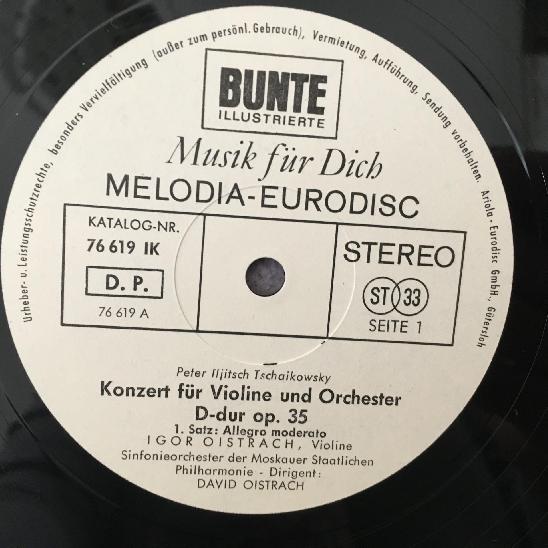 Urheber- u. Leistungsschutzrechte, besonders Vervielfältigung (außer zum persönl. Gebrauch), Vermietung, Aufführung, Sendung vorbehalten. Ariola-Eurodisc GmbH., Gütersloh
BUNTE
ILLUSTRIERTE
Musik für Dich
MELODIA-EURODISC
KATALOG-NR.
76 619 IK
D. P.
76 619 A
STEREO
ST 33
SEITE 1
Peter Iljitsch Tschaikowsky
Konzert für Violine und Orchester
D-dur op. 35
1. Satz: Allegro moderato
IGOR OISTRACH, Violine
Sinfonieorchester der Moskauer Staatlichen
Philharmonie - Dirigent:
DAVID OISTRACH